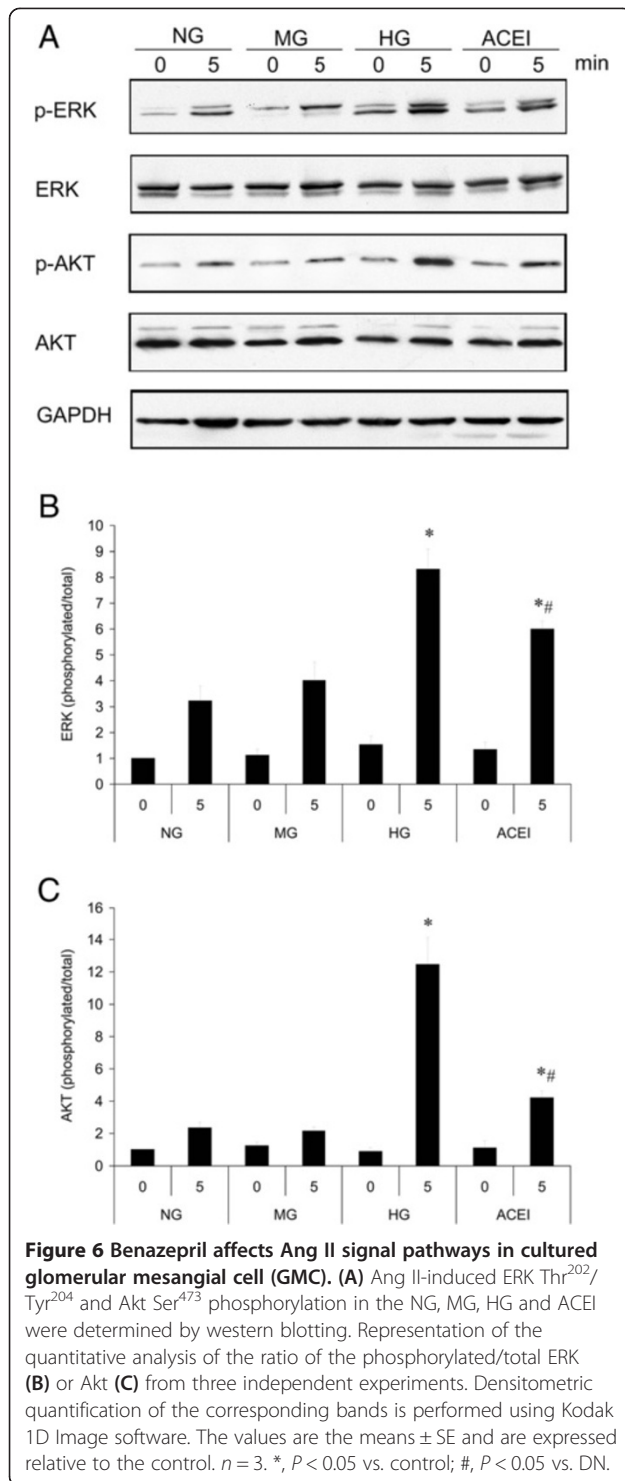 A
NG MG HG ACEI
0 5 0 5 0 5 0 5 min
p-ERK
ERK
p-AKT
AKT
GAPDH
B
ERK (phosphorylated/total)
10
9
8
7
6
5
4
3
2
1
0
*
*#
0 5 0 5 0 5 0 5
NG MG HG ACEI
C
AKT (phosphorylated/total)
16
14
12
10
8
6
4
2
0
*
*#
0 5 0 5 0 5 0 5
NG MG HG ACEI
Figure 6 Benazepril affects Ang II signal pathways in cultured
glomerular mesangial cell (GMC). (A) Ang II-induced ERK Thr202/
Tyr204 and Akt Ser473 phosphorylation in the NG, MG, HG and ACEI
were determined by western blotting. Representation of the
quantitative analysis of the ratio of the phosphorylated/total ERK
(B) or Akt (C) from three independent experiments. Densitometric
quantification of the corresponding bands is performed using Kodak
1D Image software. The values are the means ± SE and are expressed
relative to the control. n = 3. *, P < 0.05 vs. control; #, P < 0.05 vs. DN.